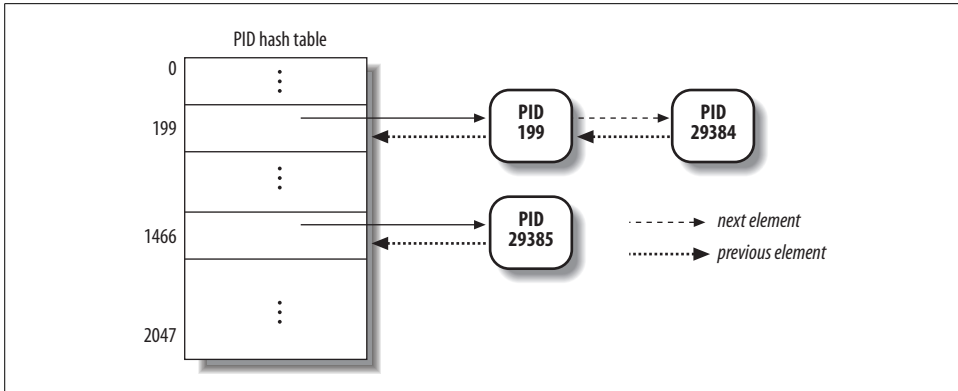 PID hash table
0
199
1466
2047
PID
199
PID
29384
PID
29385
next element
previous element